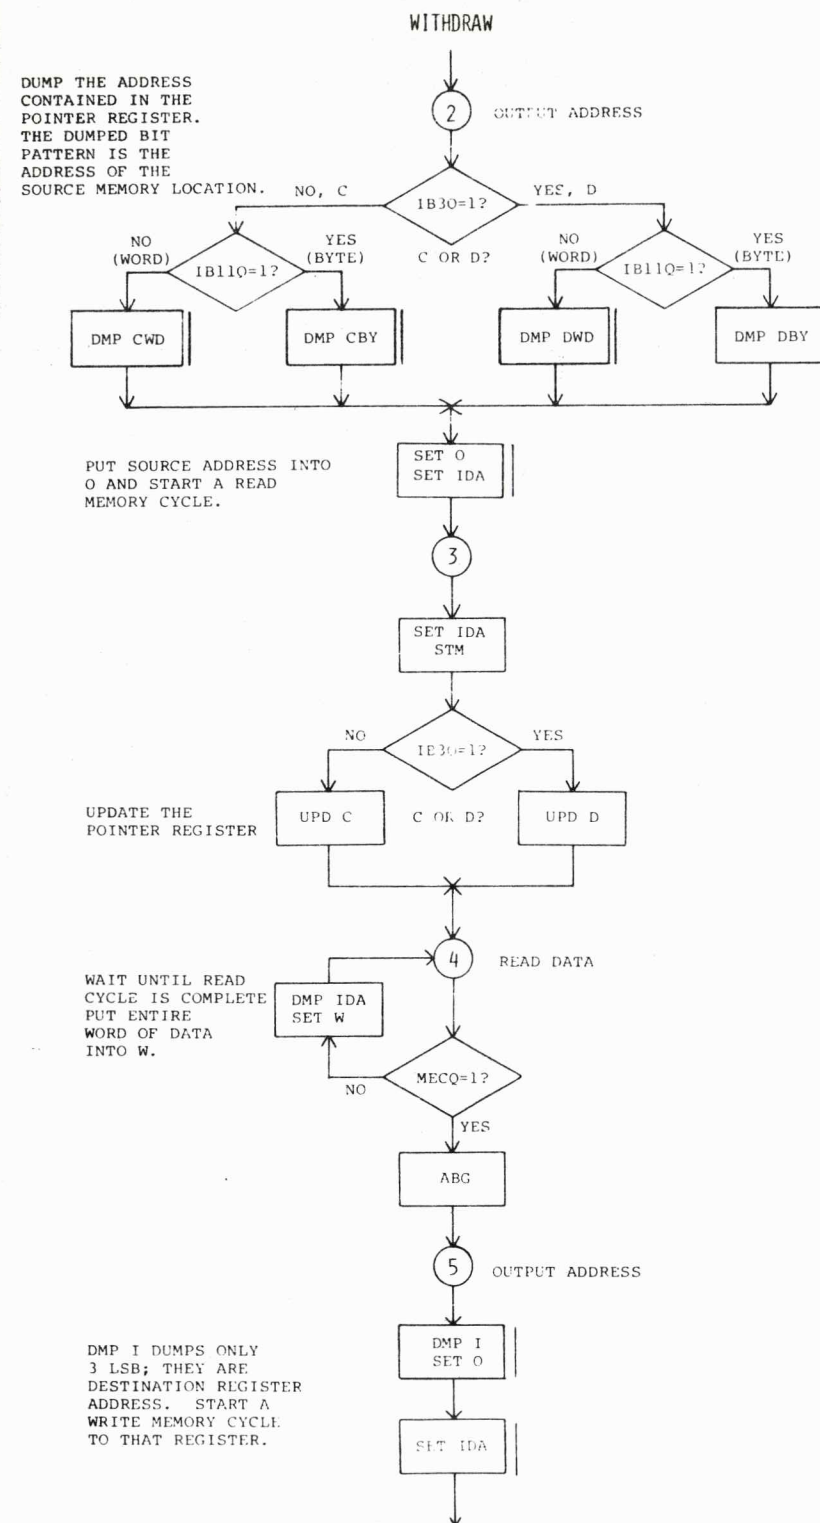 WITHDRAW
DUMP THE ADDRESS
CONTAINED IN THE
POINTER REGISTER.
THE DUMPED BIT
PATTERN IS THE
ADDRESS OF THE
SOURCE MEMORY LOCATION.
2
OUTPUT ADDRESS
NO, C
IB3Q=1?
YES, D
C OR D?
NO
(WORD)
IB11Q=1?
YES
(BYTE)
NO
(WORD)
IB11Q=1?
YES
(BYTE)
DMP CWD
DMP CBY
DMP DWD
DMP DBY
PUT SOURCE ADDRESS INTO
O AND START A READ
MEMORY CYCLE.
SET O
SET IDA
3
SET IDA
STM
NO
IB3Q=1?
YES
UPDATE THE
POINTER REGISTER
UPD C
C OR D?
UPD D
4
READ DATA
WAIT UNTIL READ
CYCLE IS COMPLETE
PUT ENTIRE
WORD OF DATA
INTO W.
DMP IDA
SET W
MECQ=1?
NO
YES
ABG
5
OUTPUT ADDRESS
DMP I DUMPS ONLY
3 LSB; THEY ARE
DESTINATION REGISTER
ADDRESS. START A
WRITE MEMORY CYCLE
TO THAT REGISTER.
DMP I
SET O
SET IDA